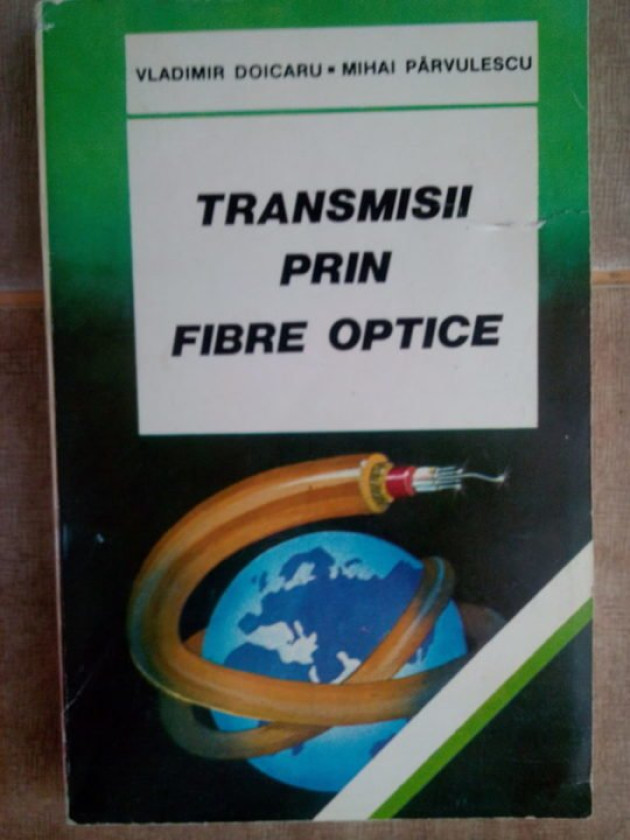 VLADIMIR DOICARU ▪ MIHAI PÂRVULESCU
TRANSMISII
PRIN
FIBRE OPTICE